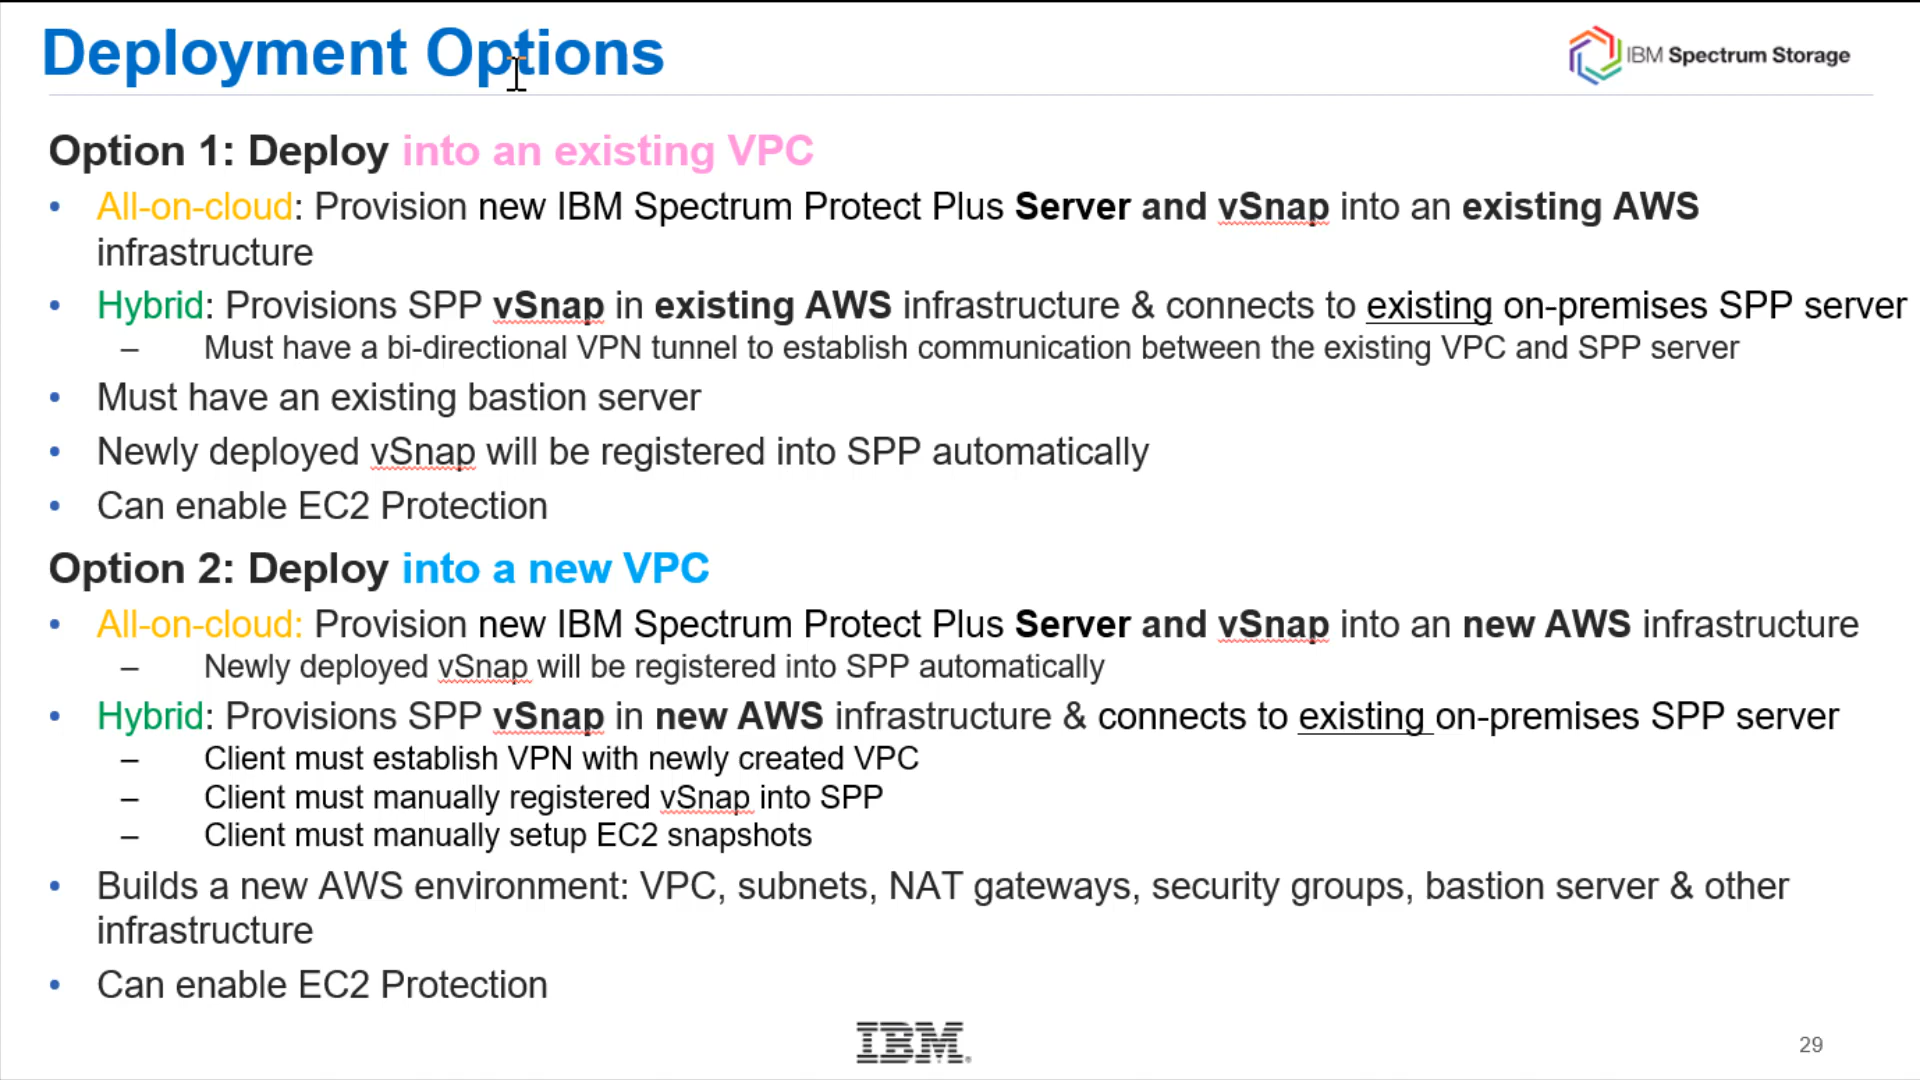 Deployment Options
IBM Spectrum Storage
Option 1: Deploy into an existing VPC
• All-on-cloud: Provision new IBM Spectrum Protect Plus Server and vSnap into an existing AWS
infrastructure
• Hybrid: Provisions SPP vSnap in existing AWS infrastructure & connects to existing on-premises SPP server
– Must have a bi-directional VPN tunnel to establish communication between the existing VPC and SPP server
• Must have an existing bastion server
• Newly deployed vSnap will be registered into SPP automatically
• Can enable EC2 Protection
Option 2: Deploy into a new VPC
• All-on-cloud: Provision new IBM Spectrum Protect Plus Server and vSnap into an new AWS infrastructure
– Newly deployed vSnap will be registered into SPP automatically
• Hybrid: Provisions SPP vSnap in new AWS infrastructure & connects to existing on-premises SPP server
– Client must establish VPN with newly created VPC
– Client must manually registered vSnap into SPP
– Client must manually setup EC2 snapshots
• Builds a new AWS environment: VPC, subnets, NAT gateways, security groups, bastion server & other
infrastructure
• Can enable EC2 Protection
IBM®
29